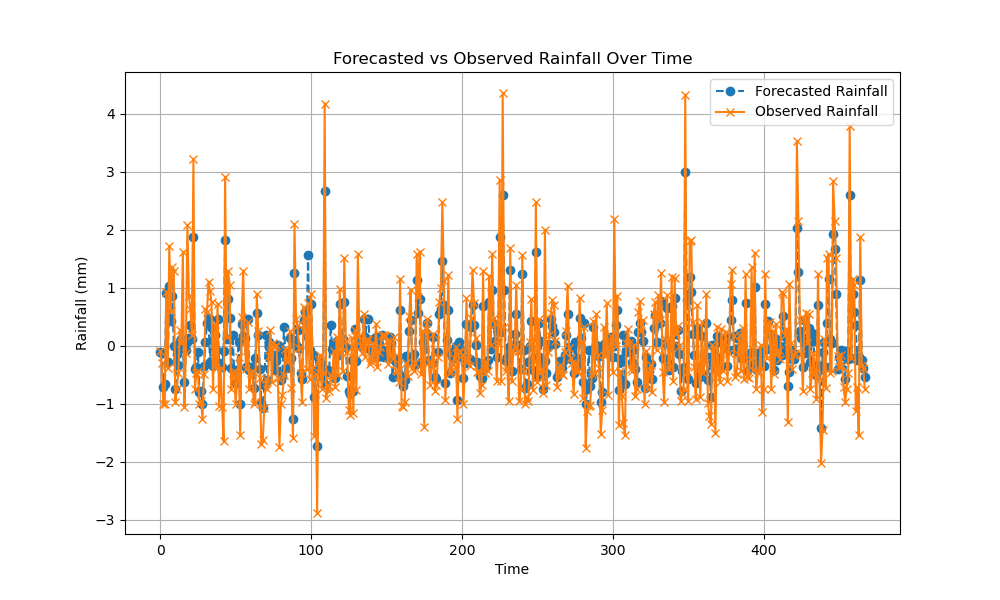 Forecasted vs Observed Rainfall Over Time
Forecasted Rainfall
Observed Rainfall
Rainfall (mm)
4
3
2
1
0
−1
−2
−3
0 100 200 300 400
Time